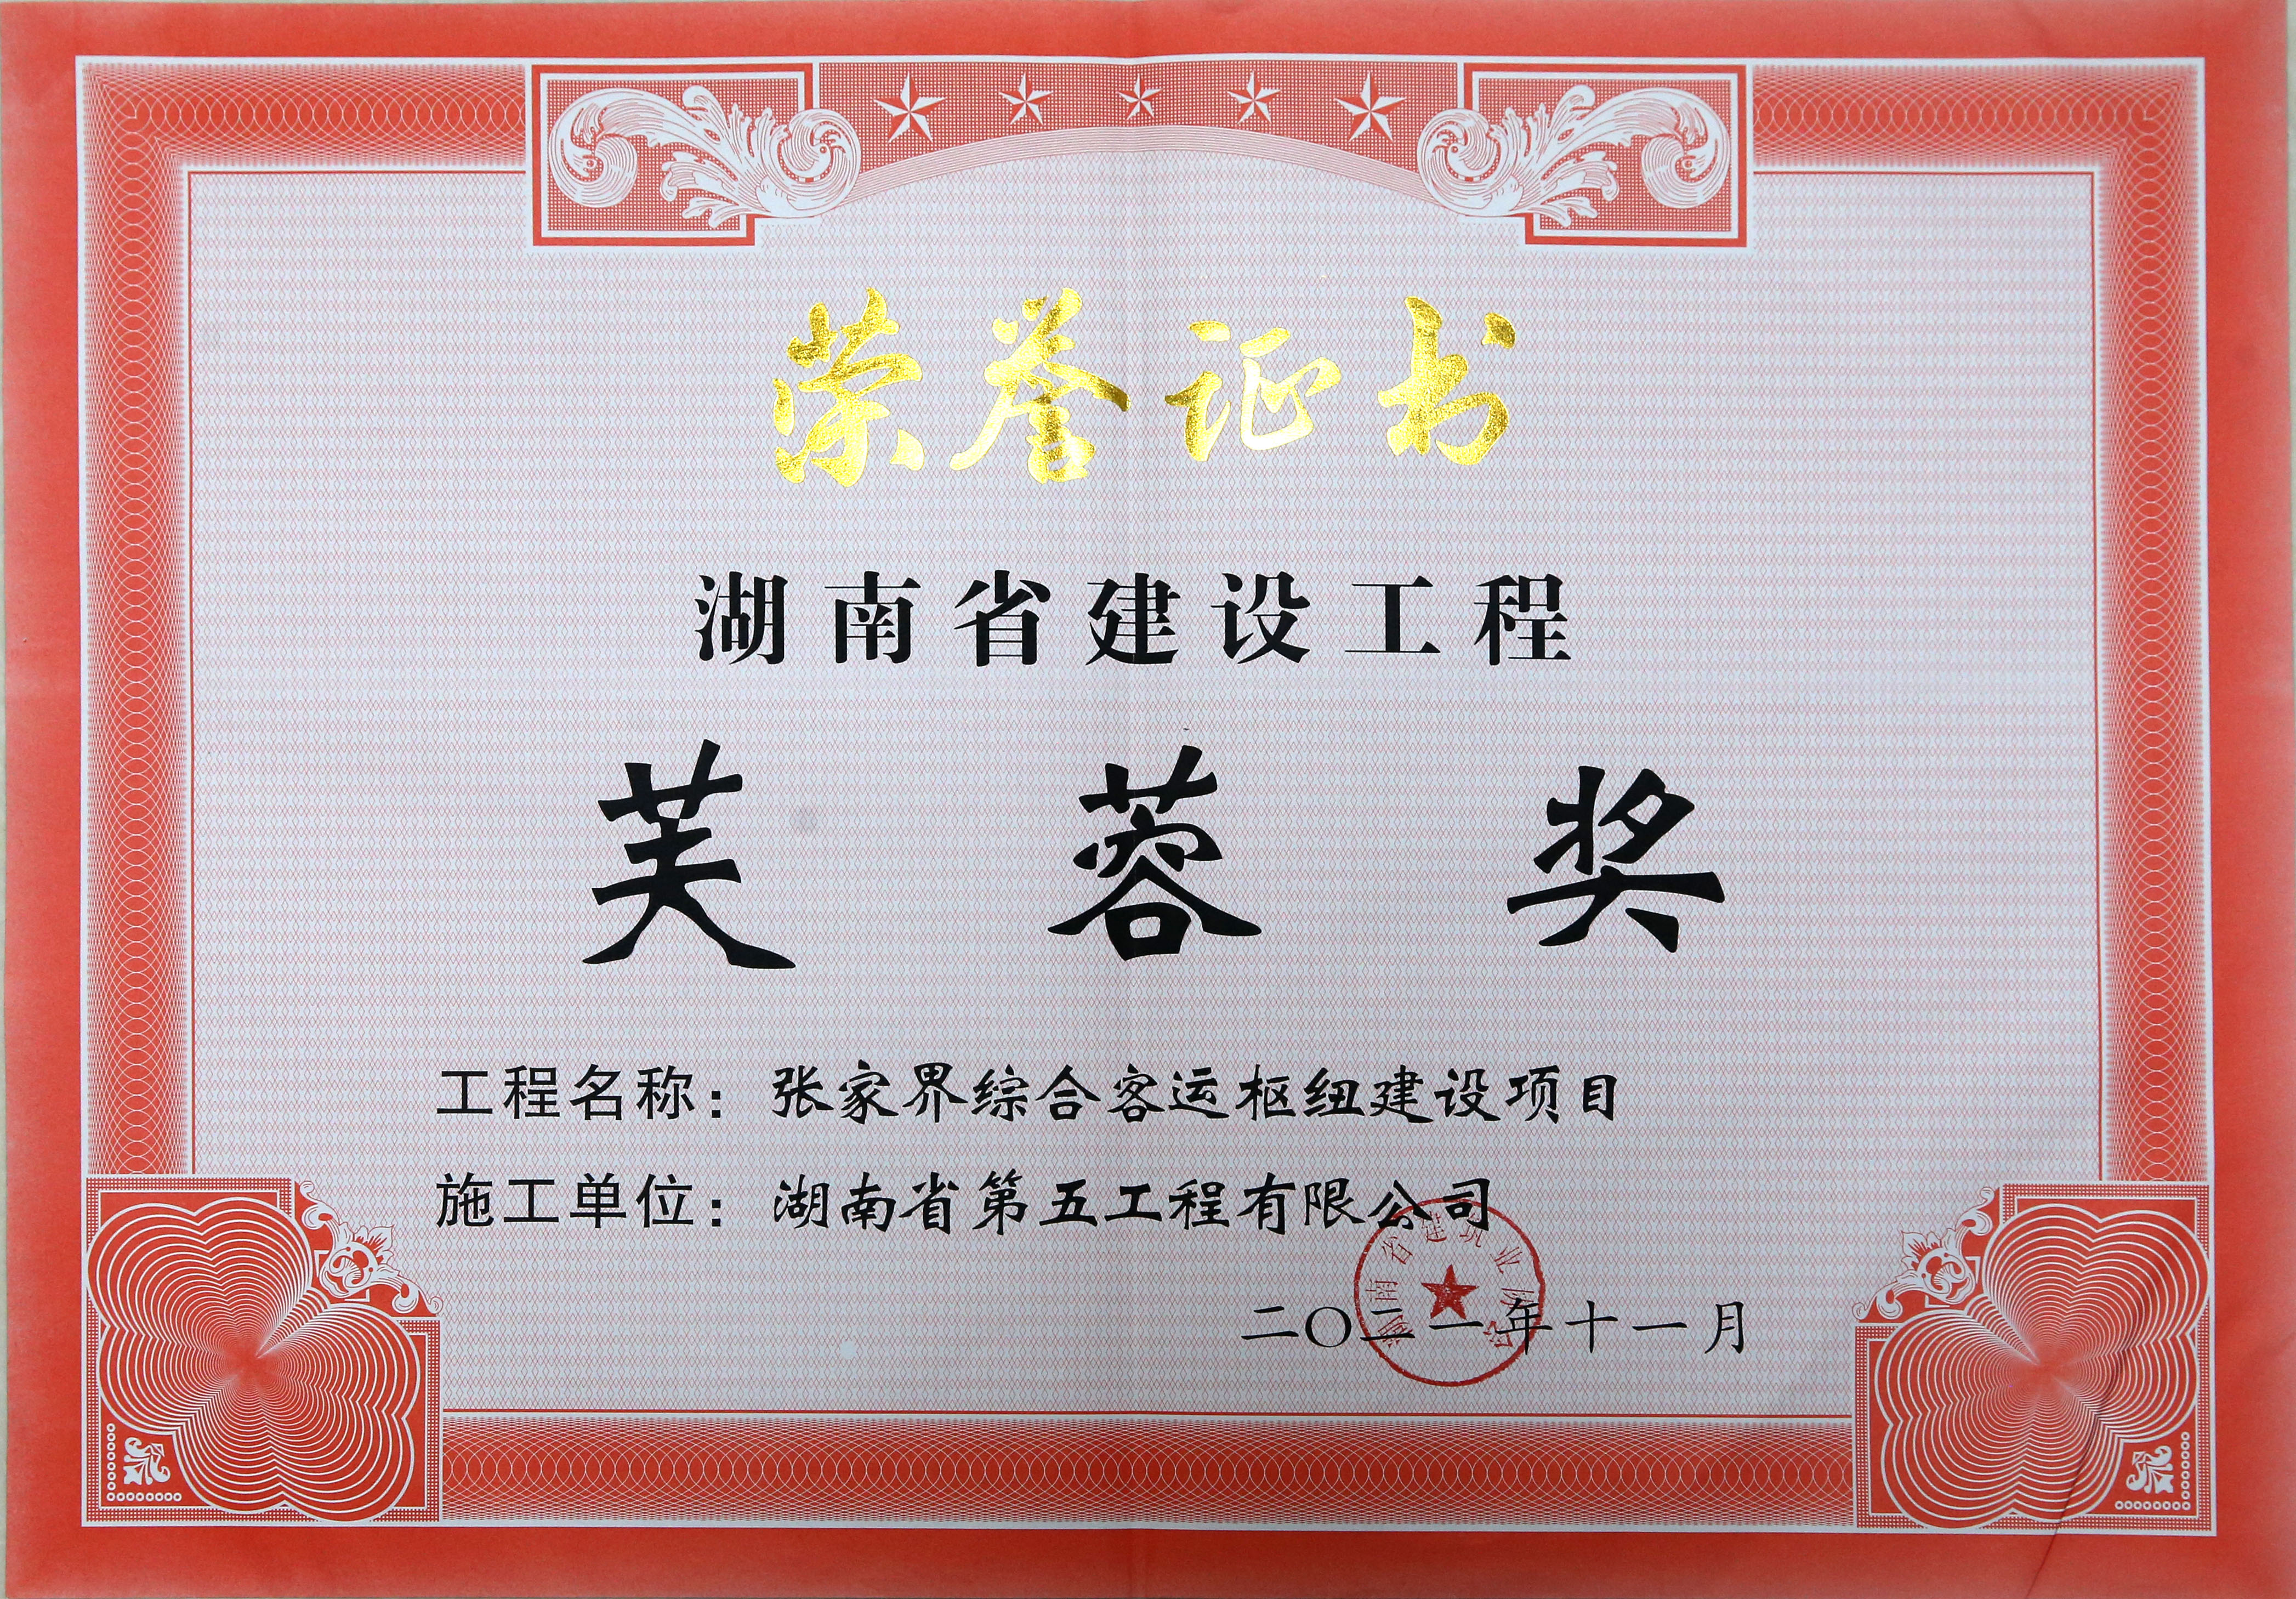 荣誉证书
湖南省建设工程
芙蓉奖
工程名称：张家界综合客运枢纽建设项目
施工单位：湖南省第五工程有限公司
湖南省建筑业协会
二〇二一年十一月